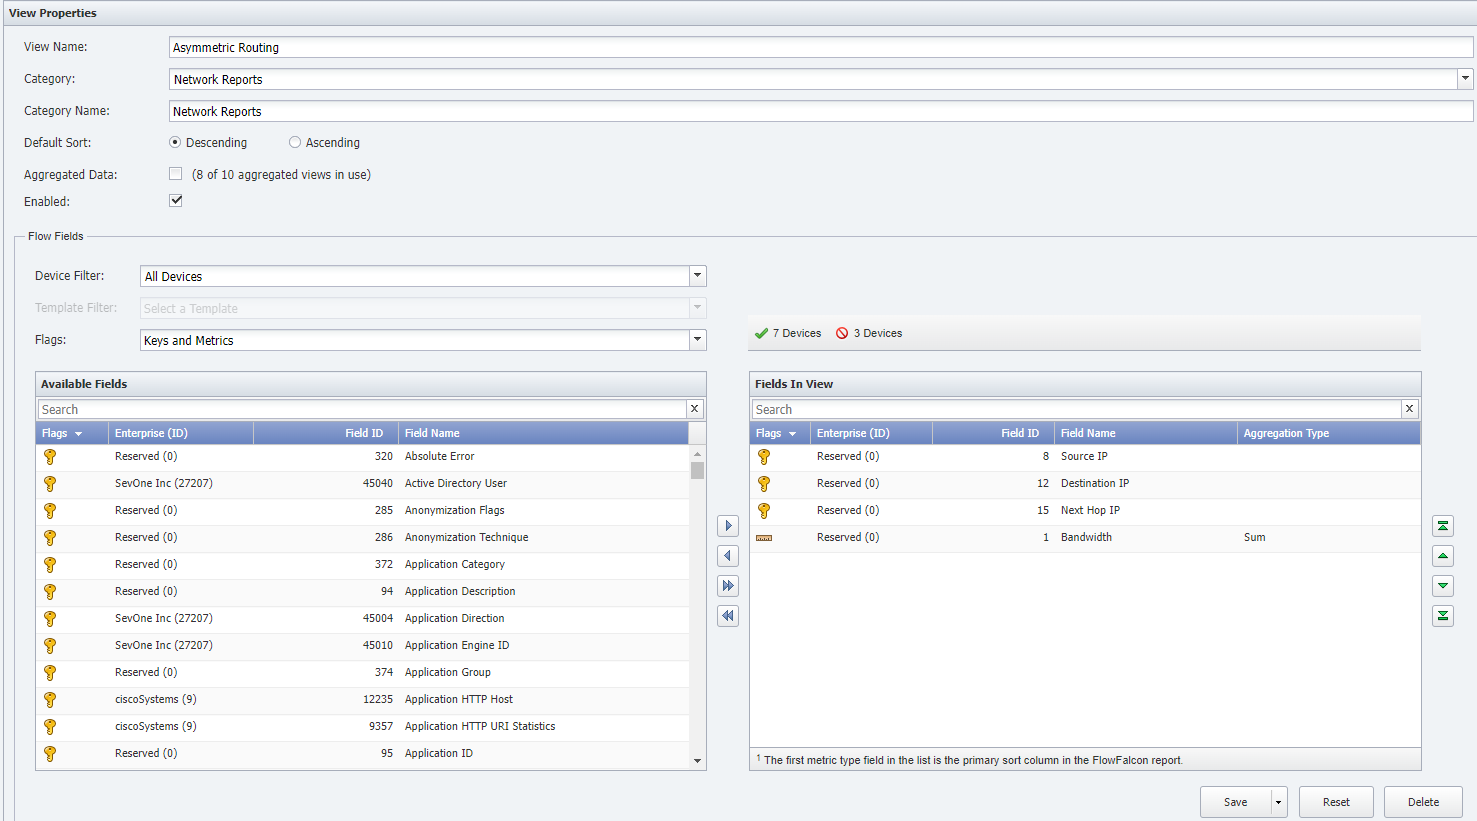 View Properties
View Name: Asymmetric Routing
Category: Network Reports
Category Name: Network Reports
Default Sort: Descending Ascending
Aggregated Data: (8 of 10 aggregated views in use)
Enabled:
Flow Fields
Device Filter: All Devices
Template Filter: Select a Template
Flags: Keys and Metrics
7 Devices 3 Devices
Available Fields
Search x
Flags Enterprise (ID) Field ID Field Name
Reserved (0) 320 Absolute Error
SevOne Inc (27207) 45040 Active Directory User
Reserved (0) 285 Anonymization Flags
Reserved (0) 286 Anonymization Technique
Reserved (0) 372 Application Category
Reserved (0) 94 Application Description
SevOne Inc (27207) 45004 Application Direction
SevOne Inc (27207) 45010 Application Engine ID
Reserved (0) 374 Application Group
ciscoSystems (9) 12235 Application HTTP Host
ciscoSystems (9) 9357 Application HTTP URI Statistics
Reserved (0) 95 Application ID
Fields In View
Search x
Flags Enterprise (ID) Field ID Field Name Aggregation Type
Reserved (0) 8 Source IP
Reserved (0) 12 Destination IP
Reserved (0) 15 Next Hop IP
Reserved (0) 1 Bandwidth Sum
1 The first metric type field in the list is the primary sort column in the FlowFalcon report.
Save Reset Delete